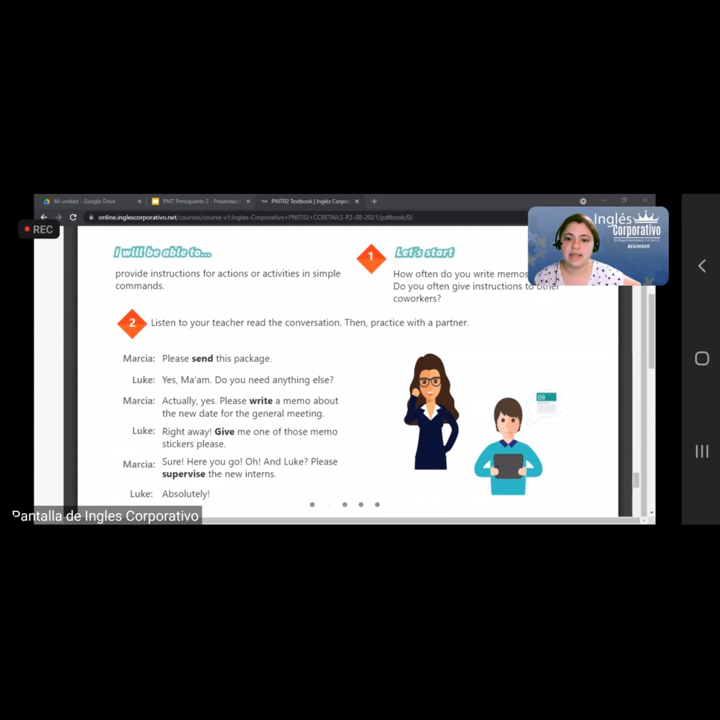 Mi unidad - Google Drive
PNIT Principiante 2 - Presentac
PNIT02 Textbook | Inglés Corpo
online.inglescorporativo.net/courses/course-v1:Ingles-Corporativo+PNIT02+CCRETAILS-P2-08-2021/pdfbook/0/
REC
Inglés
Corporativo
BEGINNER
I will be able to...
provide instructions for actions or activities in simple
commands.
1
Let's start
How often do you write memos
Do you often give instructions to other
coworkers?
2
Listen to your teacher read the conversation. Then, practice with a partner.
Marcia: Please send this package.
Luke: Yes, Ma'am. Do you need anything else?
Marcia: Actually, yes. Please write a memo about
the new date for the general meeting.
Luke: Right away! Give me one of those memo
stickers please.
Marcia: Sure! Here you go! Oh! And Luke? Please
supervise the new interns.
Luke: Absolutely!
09
Pantalla de Ingles Corporativo